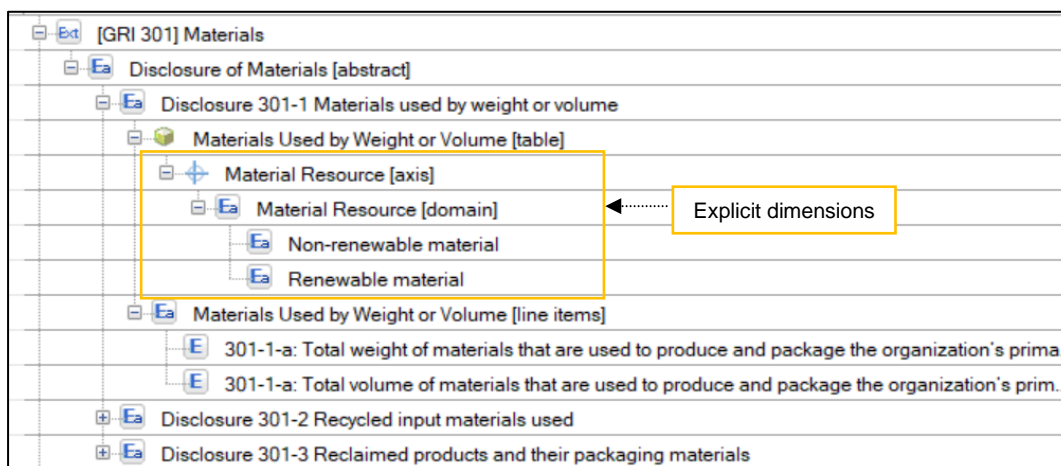 Ext [GRI 301] Materials
Ea Disclosure of Materials [abstract]
Ea Disclosure 301-1 Materials used by weight or volume
Materials Used by Weight or Volume [table]
Material Resource [axis]
Ea Material Resource [domain]
Explicit dimensions
Ea Non-renewable material
Ea Renewable material
Ea Materials Used by Weight or Volume [line items]
E 301-1-a: Total weight of materials that are used to produce and package the organization's prima...
E 301-1-a: Total volume of materials that are used to produce and package the organization's prim...
Ea Disclosure 301-2 Recycled input materials used
Ea Disclosure 301-3 Reclaimed products and their packaging materials